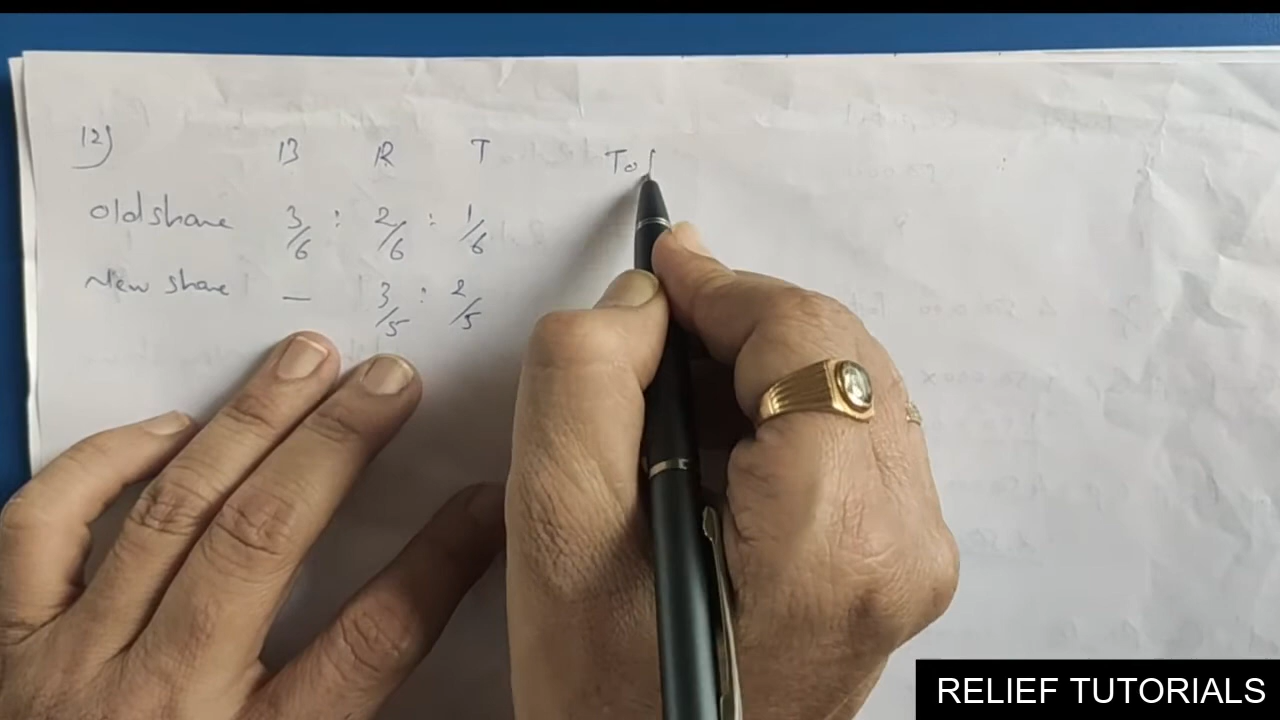 12) B R T Tot
old share 3/6 : 2/6 : 1/6
New share — 3/5 : 2/5
RELIEF TUTORIALS